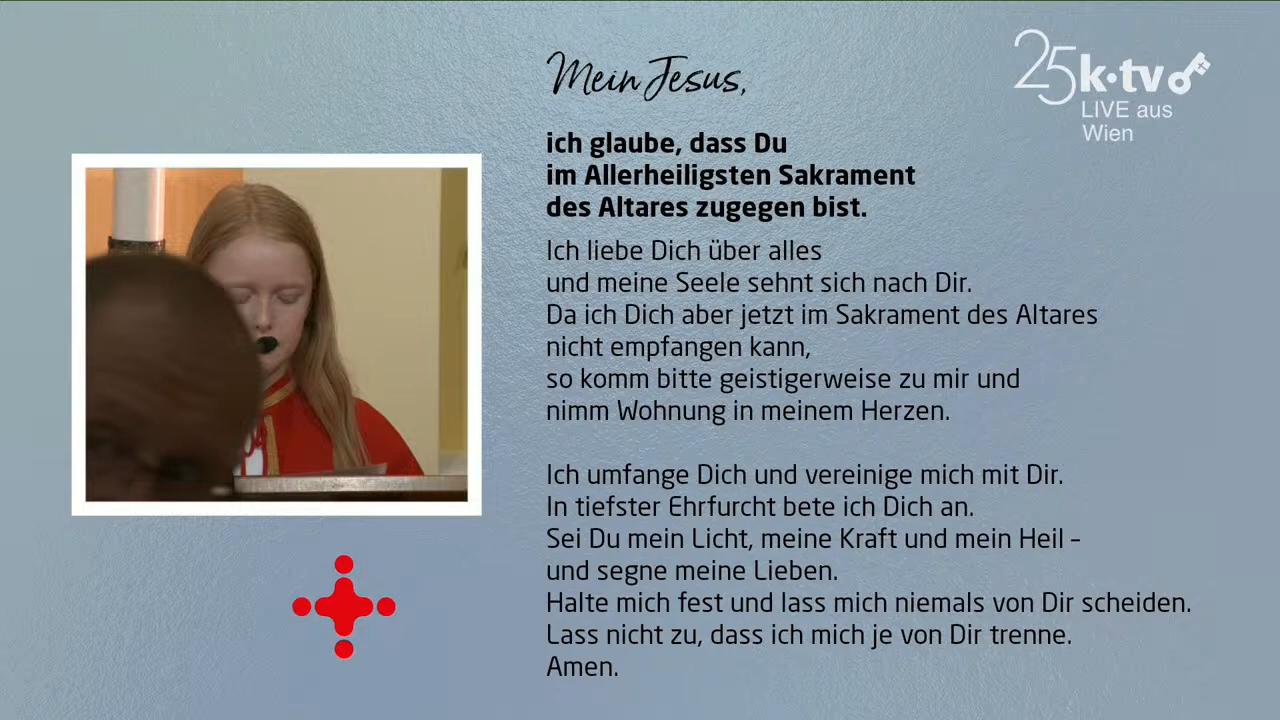 Mein Jesus,
ich glaube, dass Du
im Allerheiligsten Sakrament
des Altares zugegen bist.
Ich liebe Dich über alles
und meine Seele sehnt sich nach Dir.
Da ich Dich aber jetzt im Sakrament des Altares
nicht empfangen kann,
so komm bitte geistigerweise zu mir und
nimm Wohnung in meinem Herzen.
Ich umfange Dich und vereinige mich mit Dir.
In tiefster Ehrfurcht bete ich Dich an.
Sei Du mein Licht, meine Kraft und mein Heil –
und segne meine Lieben.
Halte mich fest und lass mich niemals von Dir scheiden.
Lass nicht zu, dass ich mich je von Dir trenne.
Amen.
25 k·tv
LIVE aus
Wien